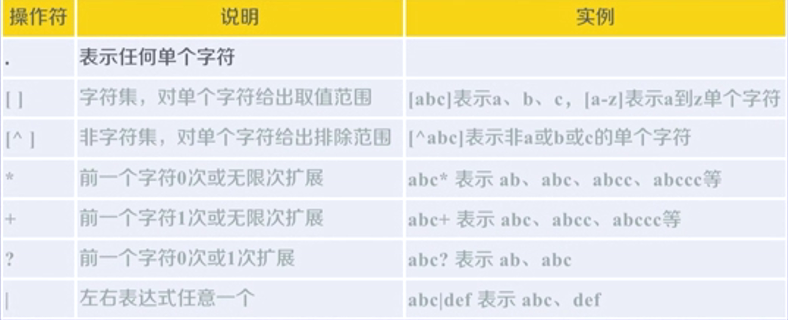 操作符 说明 实例
. 表示任何单个字符
[ ] 字符集，对单个字符给出取值范围 [abc]表示a、b、c，[a-z]表示a到z单个字符
[^ ] 非字符集，对单个字符给出排除范围 [^abc]表示非a或b或c的单个字符
* 前一个字符0次或无限次扩展 abc* 表示 ab、abc、abcc、abccc等
+ 前一个字符1次或无限次扩展 abc+ 表示 abc、abcc、abccc等
? 前一个字符0次或1次扩展 abc? 表示 ab、abc
| 左右表达式任意一个 abc|def 表示 abc、def